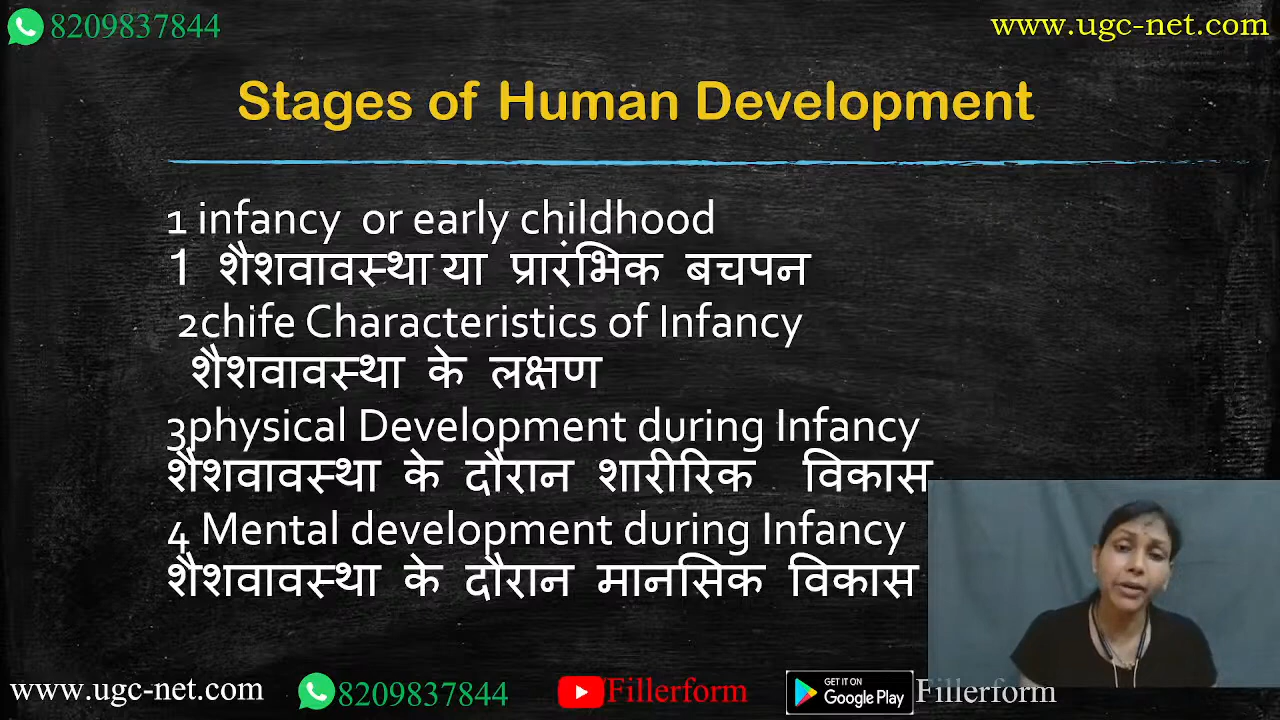 8209837844
www.ugc-net.com
Stages of Human Development
1 infancy or early childhood
1 शैशवावस्था या प्रारंभिक बचपन
2chife Characteristics of Infancy
शैशवावस्था के लक्षण
3physical Development during Infancy
शैशवावस्था के दौरान शारीरिक विकास
4 Mental development during Infancy
शैशवावस्था के दौरान मानसिक विकास
www.ugc-net.com 8209837844 Fillerform GET IT ON Google Play Fillerform